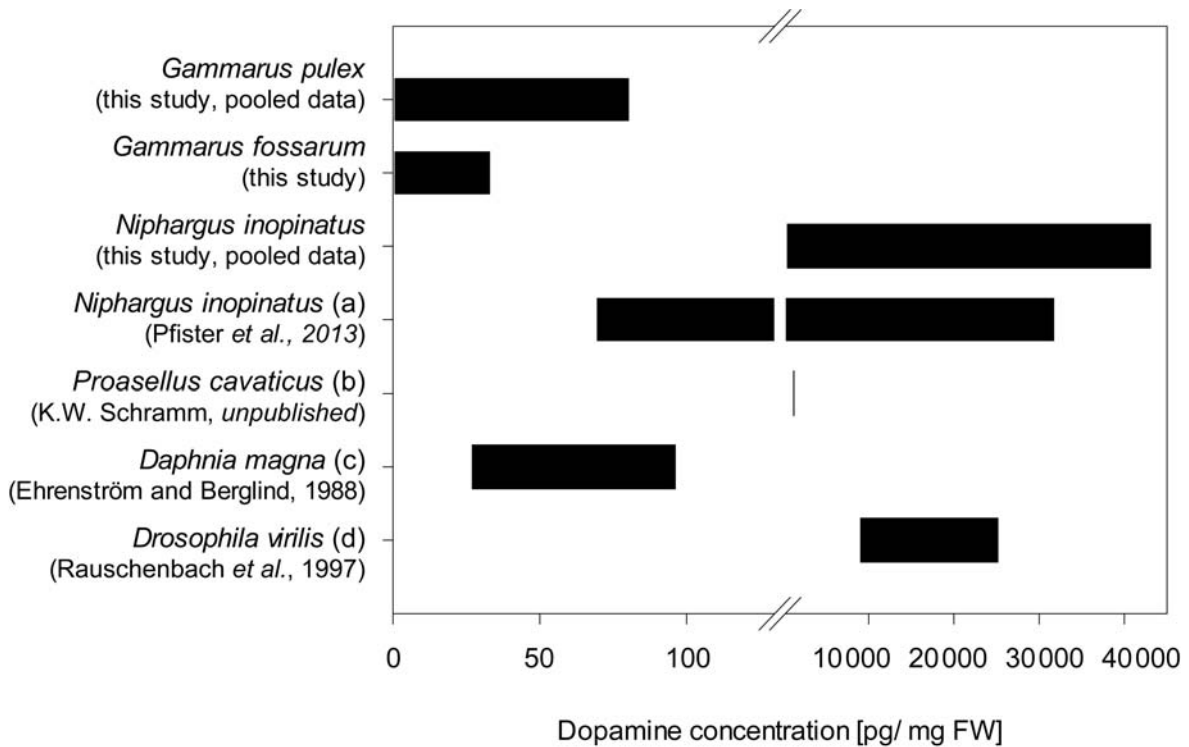 Gammarus pulex
(this study, pooled data)
Gammarus fossarum
(this study)
Niphargus inopinatus
(this study, pooled data)
Niphargus inopinatus (a)
(Pfister et al., 2013)
Proasellus cavaticus (b)
(K.W. Schramm, unpublished)
Daphnia magna (c)
(Ehrenström and Berglind, 1988)
Drosophila virilis (d)
(Rauschenbach et al., 1997)
0 50 100 10000 20000 30000 40000
Dopamine concentration [pg/ mg FW]